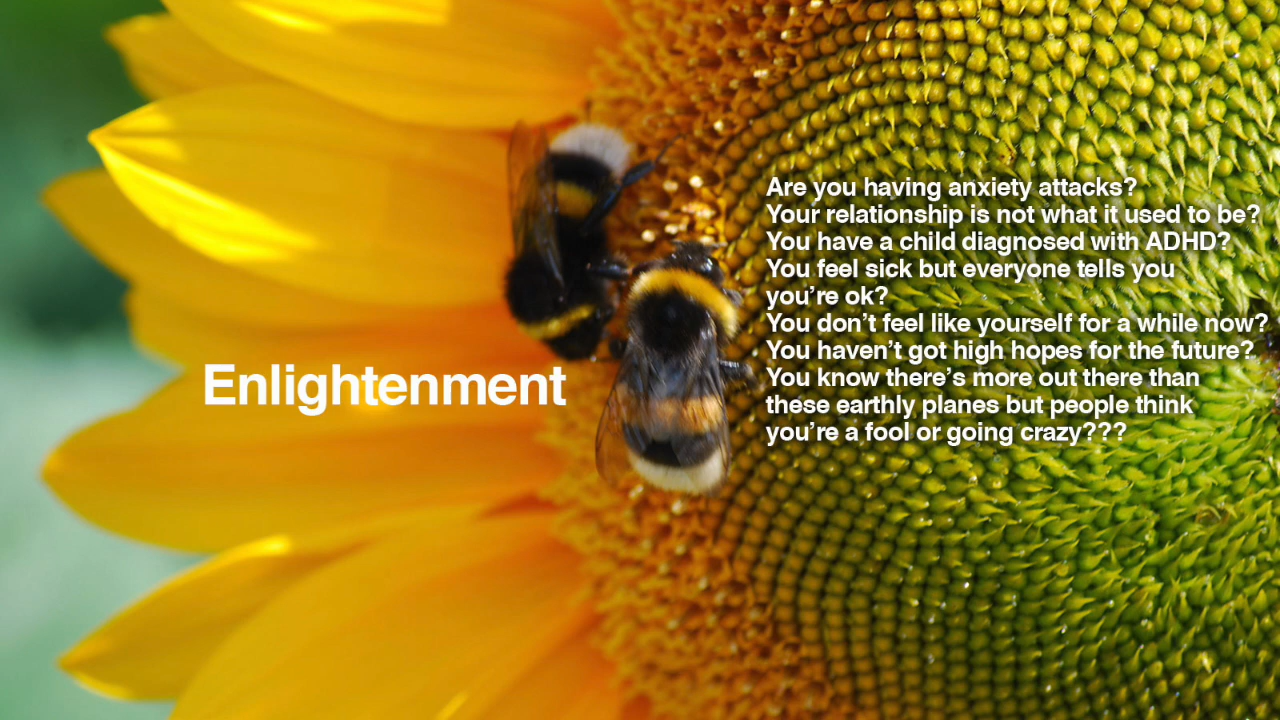 Enlightenment
Are you having anxiety attacks?
Your relationship is not what it used to be?
You have a child diagnosed with ADHD?
You feel sick but everyone tells you
you’re ok?
You don’t feel like yourself for a while now?
You haven’t got high hopes for the future?
You know there’s more out there than
these earthly planes but people think
you’re a fool or going crazy???